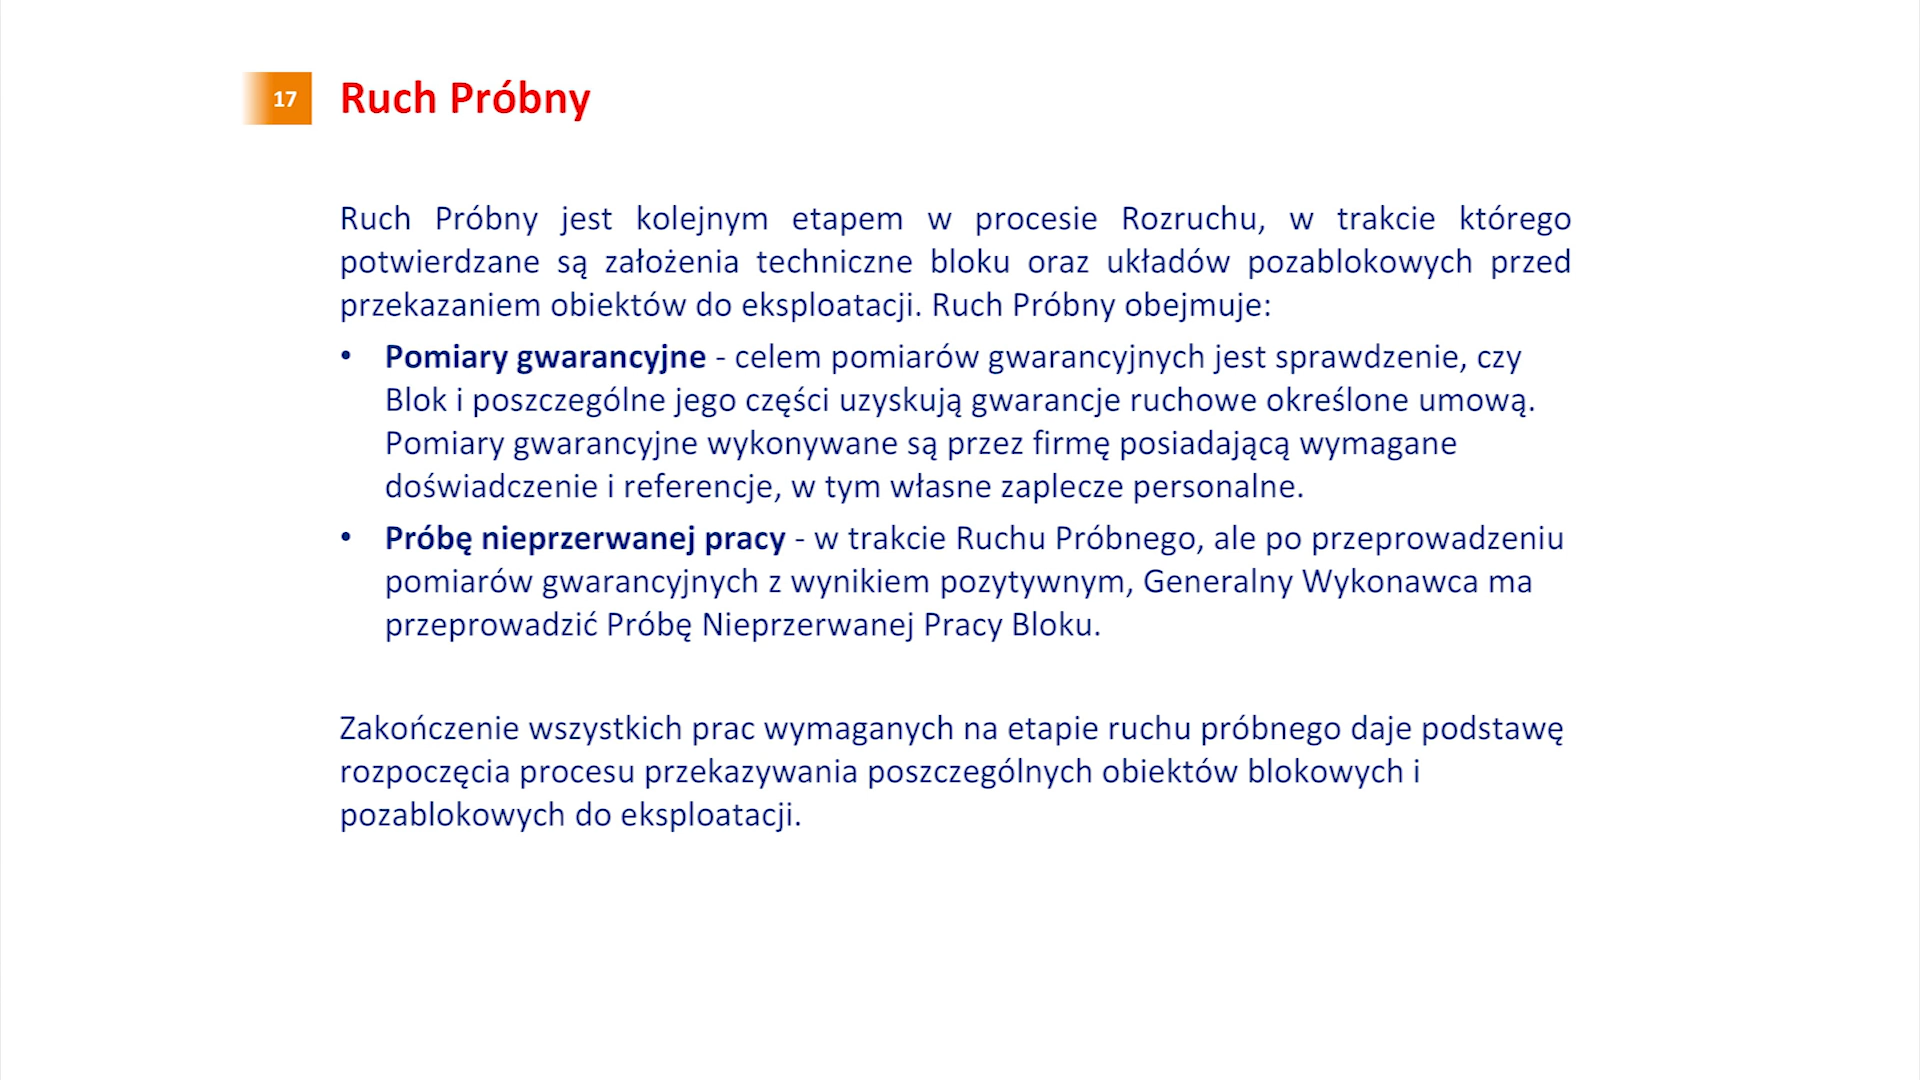 17
Ruch Próbny
Ruch Próbny jest kolejnym etapem w procesie Rozruchu, w trakcie którego
potwierdzane są założenia techniczne bloku oraz układów pozablokowych przed
przekazaniem obiektów do eksploatacji. Ruch Próbny obejmuje:
• Pomiary gwarancyjne - celem pomiarów gwarancyjnych jest sprawdzenie, czy
Blok i poszczególne jego części uzyskują gwarancje ruchowe określone umową.
Pomiary gwarancyjne wykonywane są przez firmę posiadającą wymagane
doświadczenie i referencje, w tym własne zaplecze personalne.
• Próbę nieprzerwanej pracy - w trakcie Ruchu Próbnego, ale po przeprowadzeniu
pomiarów gwarancyjnych z wynikiem pozytywnym, Generalny Wykonawca ma
przeprowadzić Próbę Nieprzerwanej Pracy Bloku.
Zakończenie wszystkich prac wymaganych na etapie ruchu próbnego daje podstawę
rozpoczęcia procesu przekazywania poszczególnych obiektów blokowych i
pozablokowych do eksploatacji.